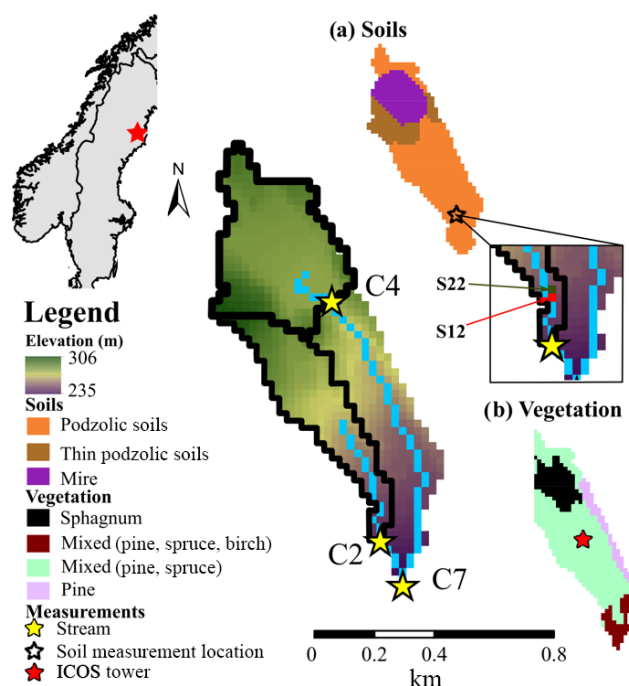 (a) Soils
N
C4
S22
S12
Legend
Elevation (m)
306
235
Soils
Podzolic soils
Thin podzolic soils
Mire
Vegetation
Sphagnum
Mixed (pine, spruce, birch)
Mixed (pine, spruce)
Pine
Measurements
Stream
Soil measurement location
ICOS tower
(b) Vegetation
C2
C7
0 0.2 0.4 0.8
km